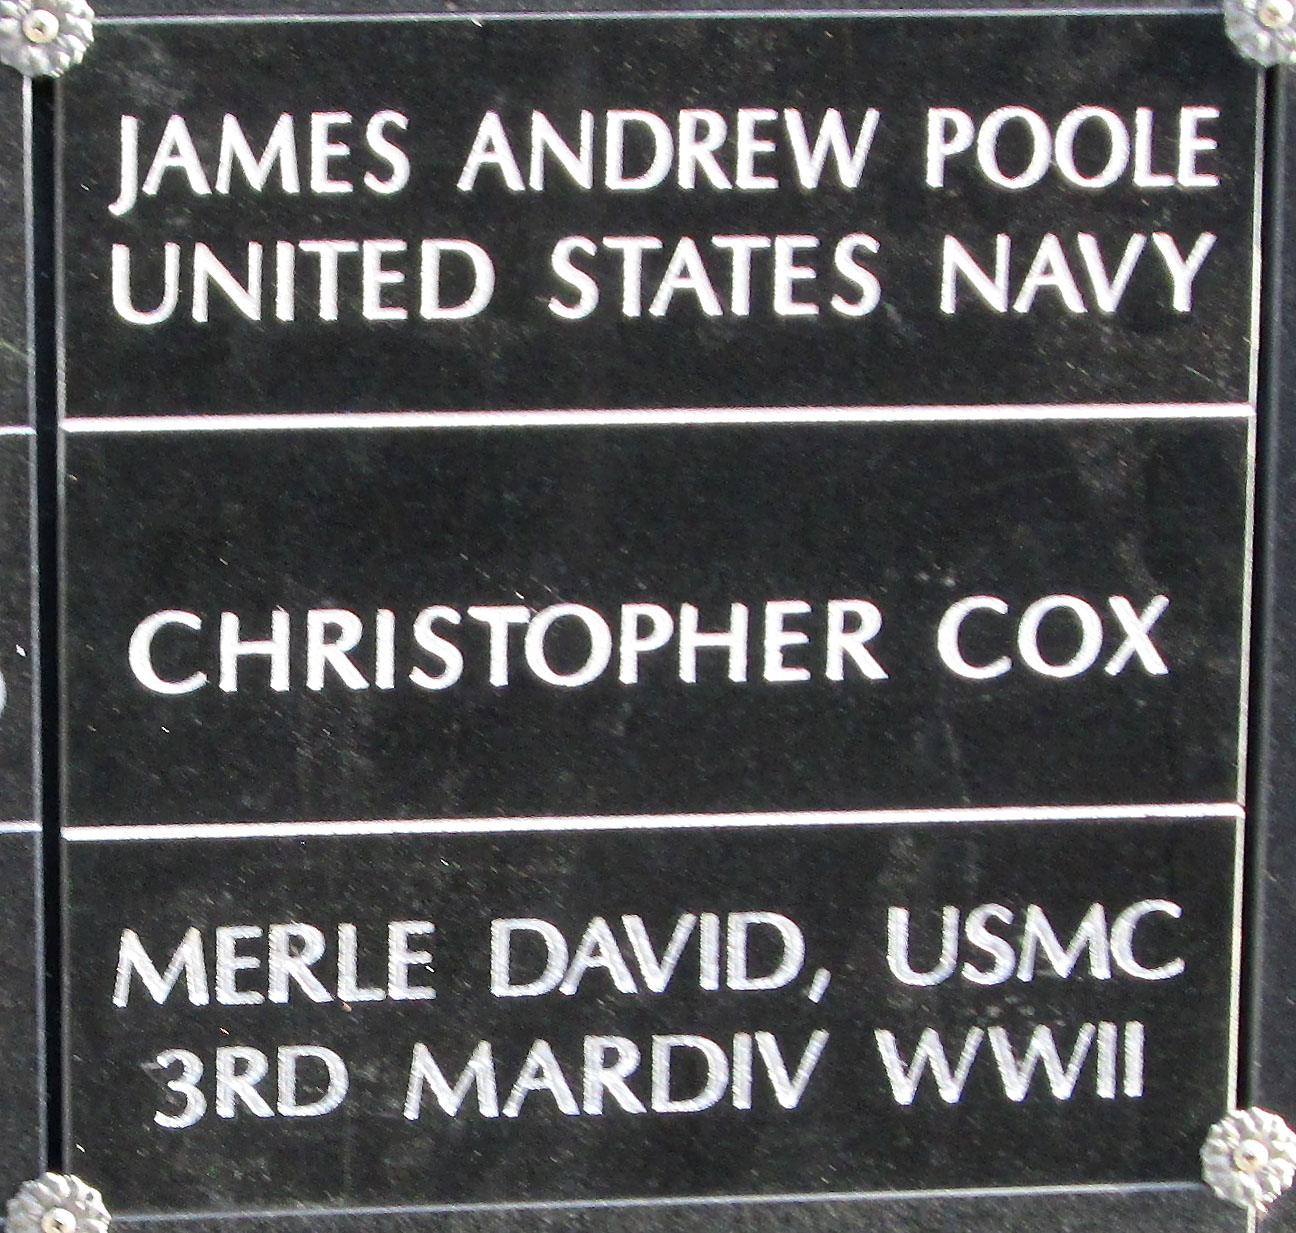 JAMES ANDREW POOLE
UNITED STATES NAVY
CHRISTOPHER COX
MERLE DAVID, USMC
3RD MARDIV WWII